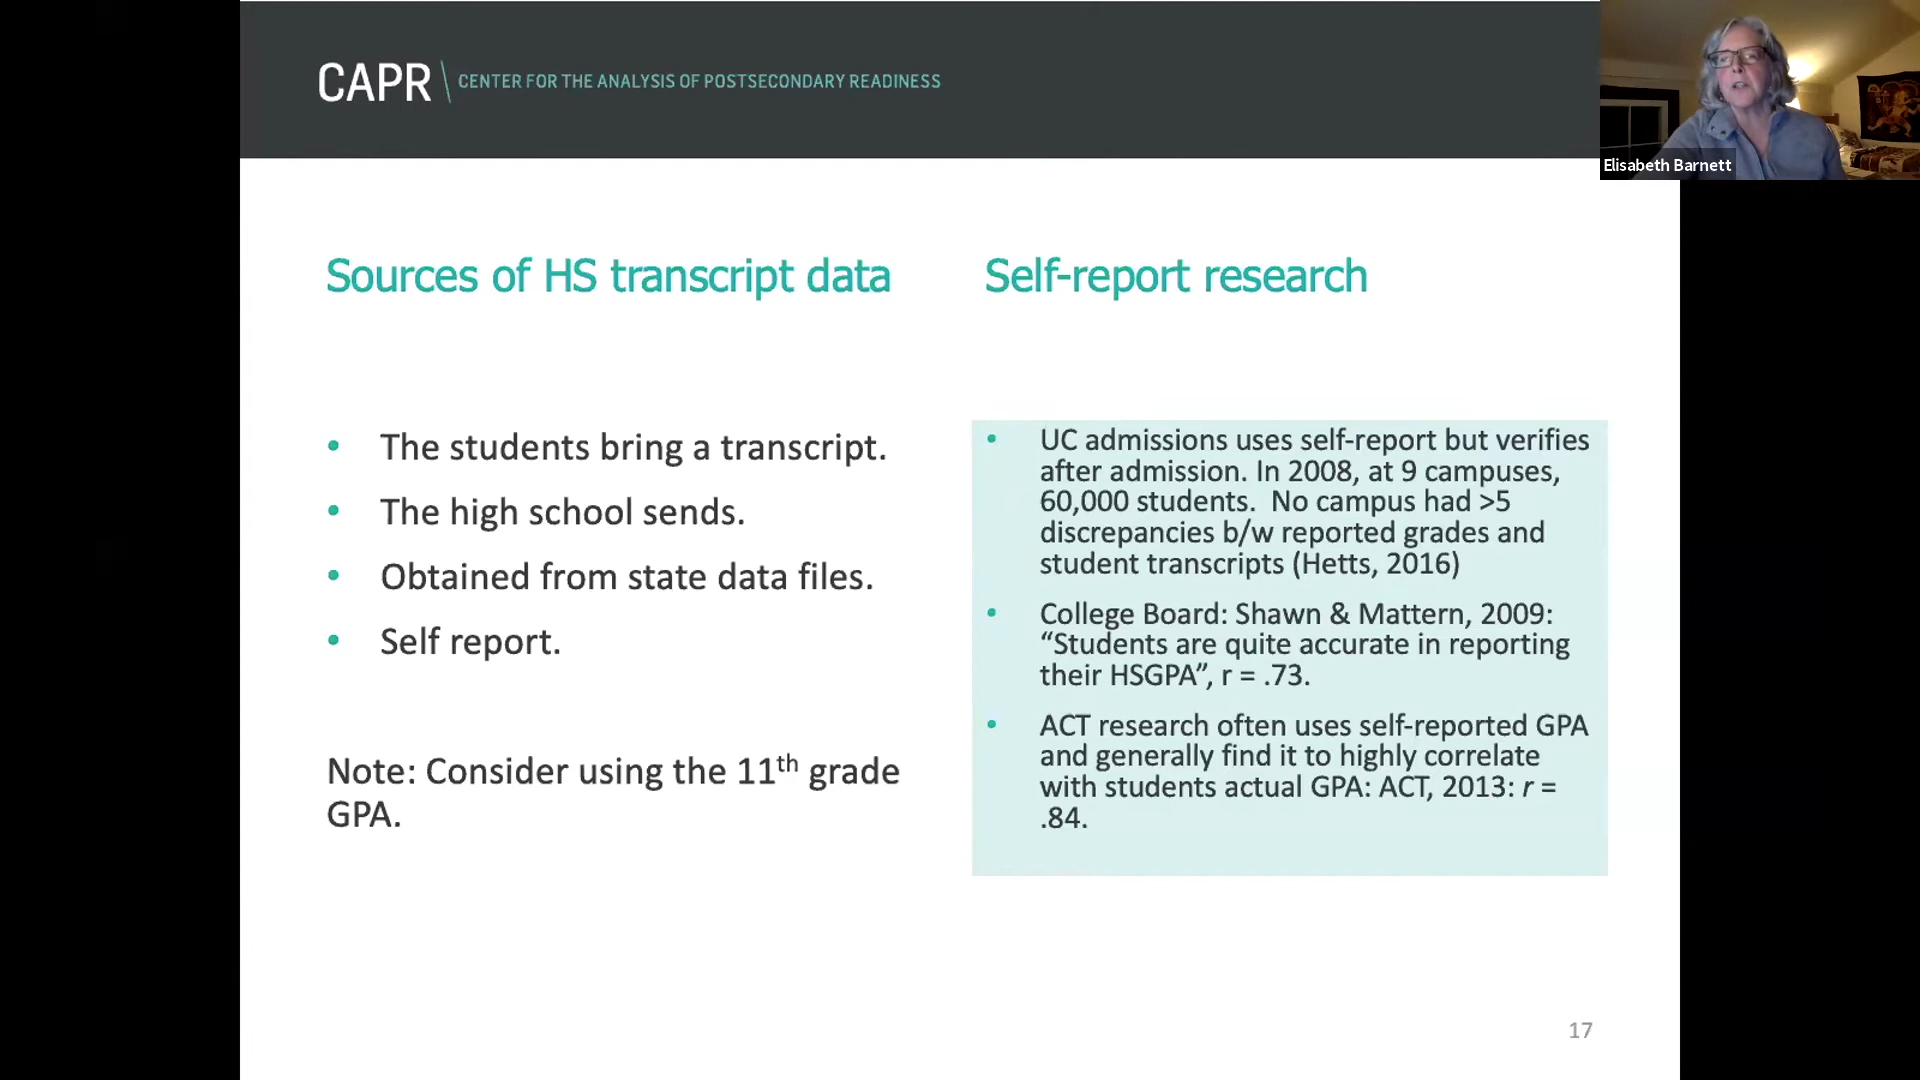 CAPR
CENTER FOR THE ANALYSIS OF POSTSECONDARY READINESS
Elisabeth Barnett
Sources of HS transcript data
• The students bring a transcript.
• The high school sends.
• Obtained from state data files.
• Self report.
Note: Consider using the 11th grade
GPA.
Self-report research
• UC admissions uses self-report but verifies
after admission. In 2008, at 9 campuses,
60,000 students.  No campus had >5
discrepancies b/w reported grades and
student transcripts (Hetts, 2016)
• College Board: Shawn & Mattern, 2009:
“Students are quite accurate in reporting
their HSGPA”, r = .73.
• ACT research often uses self-reported GPA
and generally find it to highly correlate
with students actual GPA: ACT, 2013: r =
.84.
17